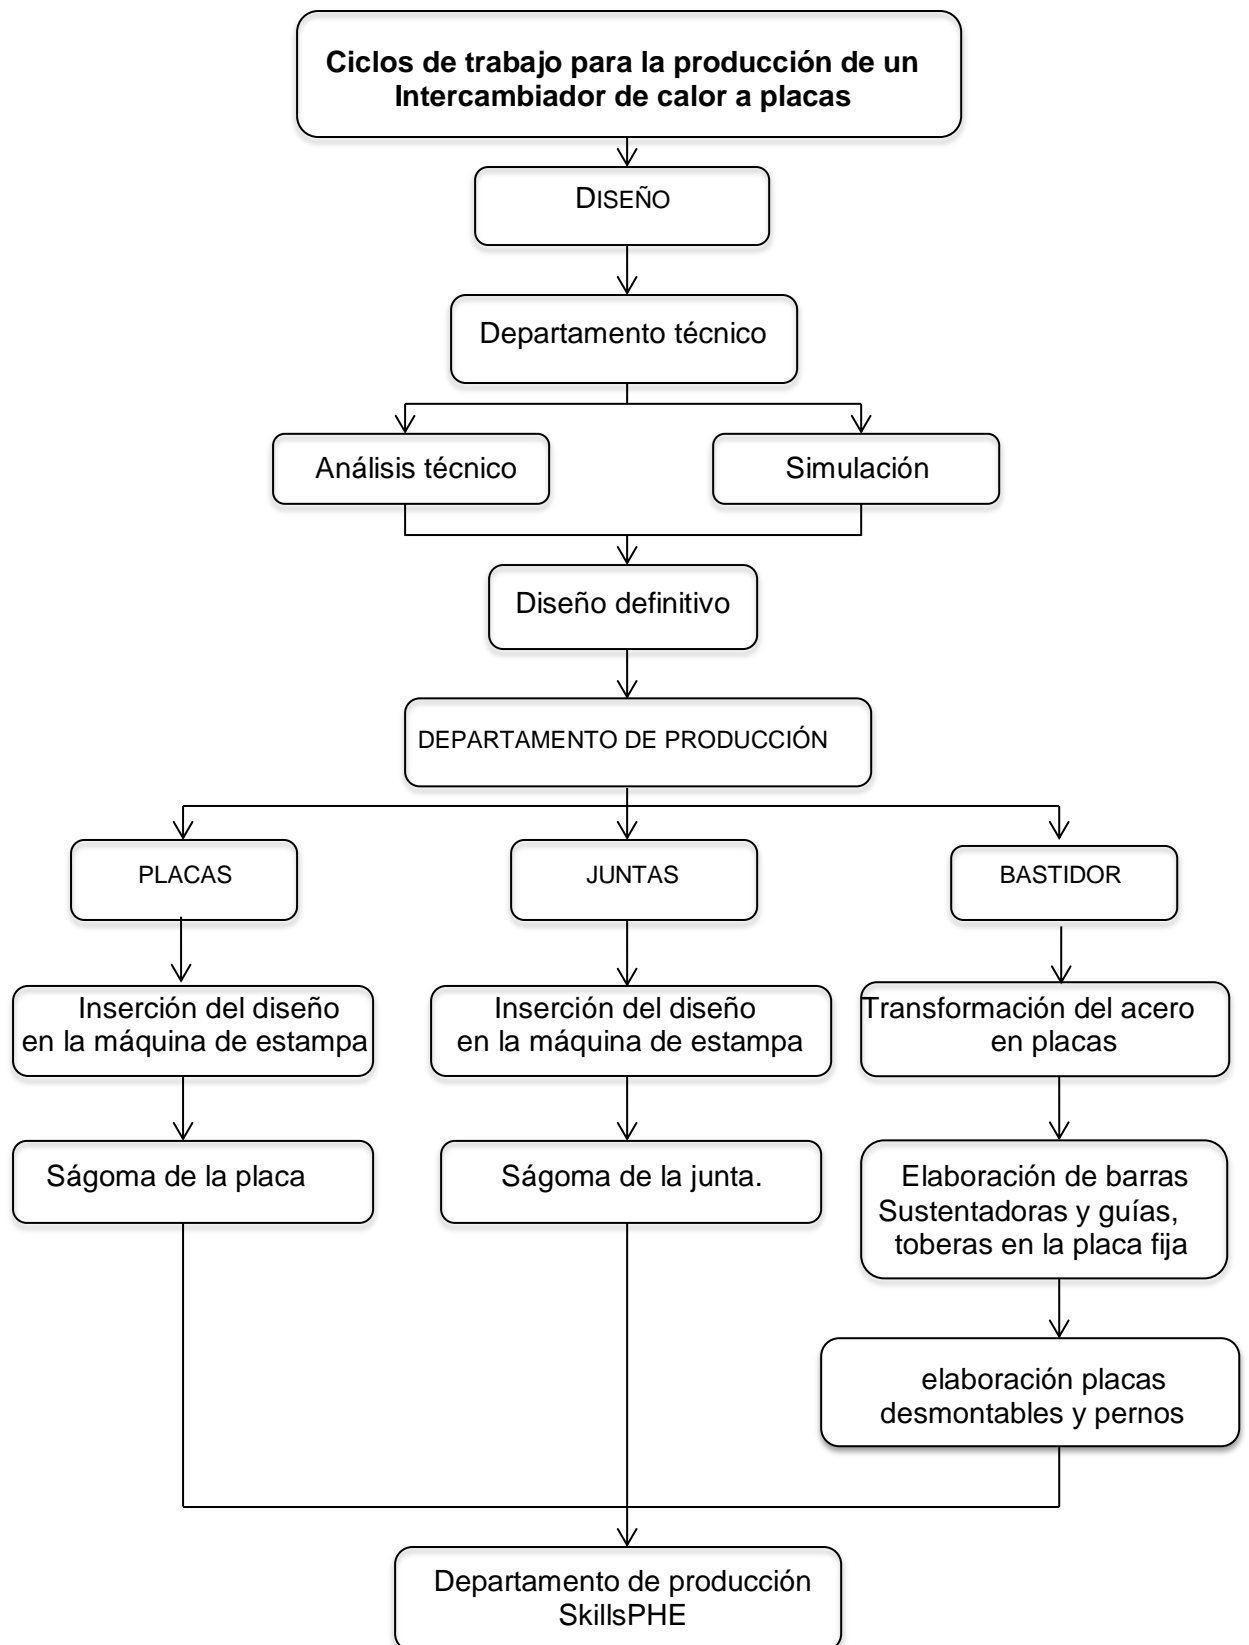 Ciclos de trabajo para la producción de un
Intercambiador de calor a placas
DISEÑO
Departamento técnico
Análisis técnico
Simulación
Diseño definitivo
DEPARTAMENTO DE PRODUCCIÓN
PLACAS
JUNTAS
BASTIDOR
Inserción del diseño
en la máquina de estampa
Inserción del diseño
en la máquina de estampa
Transformación del acero
en placas
Ságoma de la placa
Ságoma de la junta.
Elaboración de barras
Sustentadoras y guías,
toberas en la placa fija
elaboración placas
desmontables y pernos
Departamento de producción
SkillsPHE